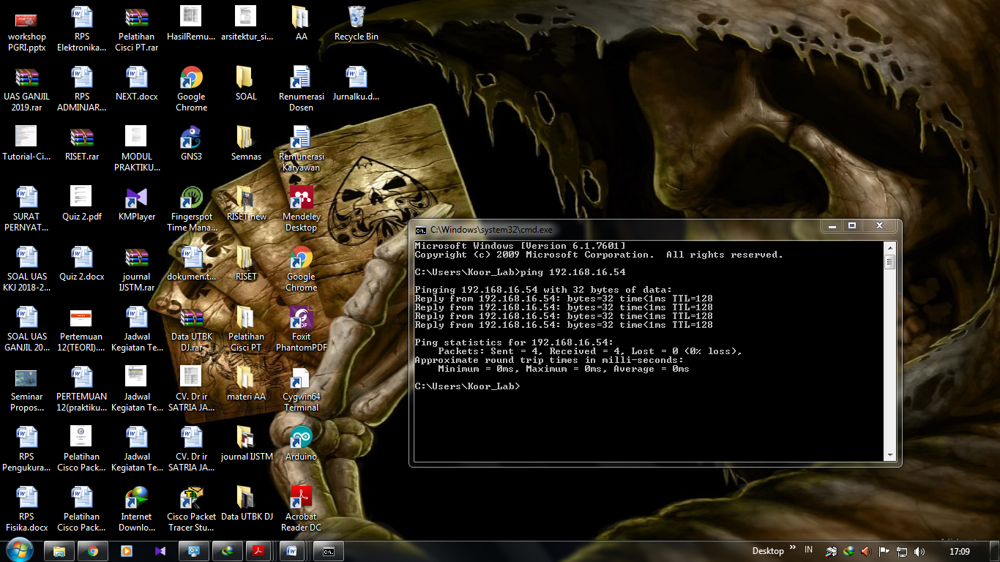 workshop
PGRI.pptx
RPS
Elektronika...
Pelatihan
Cisci PT.rar
HasilRemu...
arsitektur_si...
AA
Recycle Bin
UAS GANJIL
2019.rar
RPS
ADMINJAR...
NEXT.docx
Google
Chrome
SOAL
Renumerasi
Dosen
Jurnalku.d...
Tutorial-Ci...
RISET.rar
MODUL
PRAKTIKU...
GNS3
Semnas
Remunerasi
Karyawan
SURAT
PERNYAT...
Quiz 2.pdf
KMPlayer
Fingerspot
Time Mana...
RISET new
Mendeley
Desktop
SOAL UAS
KKJ 2018-2...
Quiz 2.docx
journal
IJSTM.rar
dokumen.t...
RISET
Google
Chrome
SOAL UAS
GANJIL 20...
Pertemuan
12(TEORI)....
Jadwal
Kegiatan Te...
Data UTBK
DJ.rar
Pelatihan
Cisci PT
Foxit
PhantomPDF
Seminar
Propos...
PERTEMUAN
12(praktiku...
Jadwal
Kegiatan Te...
CV. Dr ir
SATRIA JA...
materi AA
Cygwin64
Terminal
RPS
Pengukura...
Pelatihan
Cisco Pack...
Jadwal
Kegiatan Te...
CV. Dr ir
SATRIA JA...
journal IJSTM
Arduino
RPS
Fisika.docx
Pelatihan
Cisco Pack...
Internet
Downlo...
Cisco Packet
Tracer Stu...
Data UTBK DJ
Acrobat
Reader DC
C:\Windows\system32\cmd.exe
Microsoft Windows [Version 6.1.7601]
Copyright (c) 2009 Microsoft Corporation.  All rights reserved.
C:\Users\Koor_Lab>ping 192.168.16.54
Pinging 192.168.16.54 with 32 bytes of data:
Reply from 192.168.16.54: bytes=32 time<1ms TTL=128
Reply from 192.168.16.54: bytes=32 time<1ms TTL=128
Reply from 192.168.16.54: bytes=32 time<1ms TTL=128
Reply from 192.168.16.54: bytes=32 time<1ms TTL=128
Ping statistics for 192.168.16.54:
Packets: Sent = 4, Received = 4, Lost = 0 (0% loss),
Approximate round trip times in milli-seconds:
Minimum = 0ms, Maximum = 0ms, Average = 0ms
C:\Users\Koor_Lab>
Desktop
IN
17:09